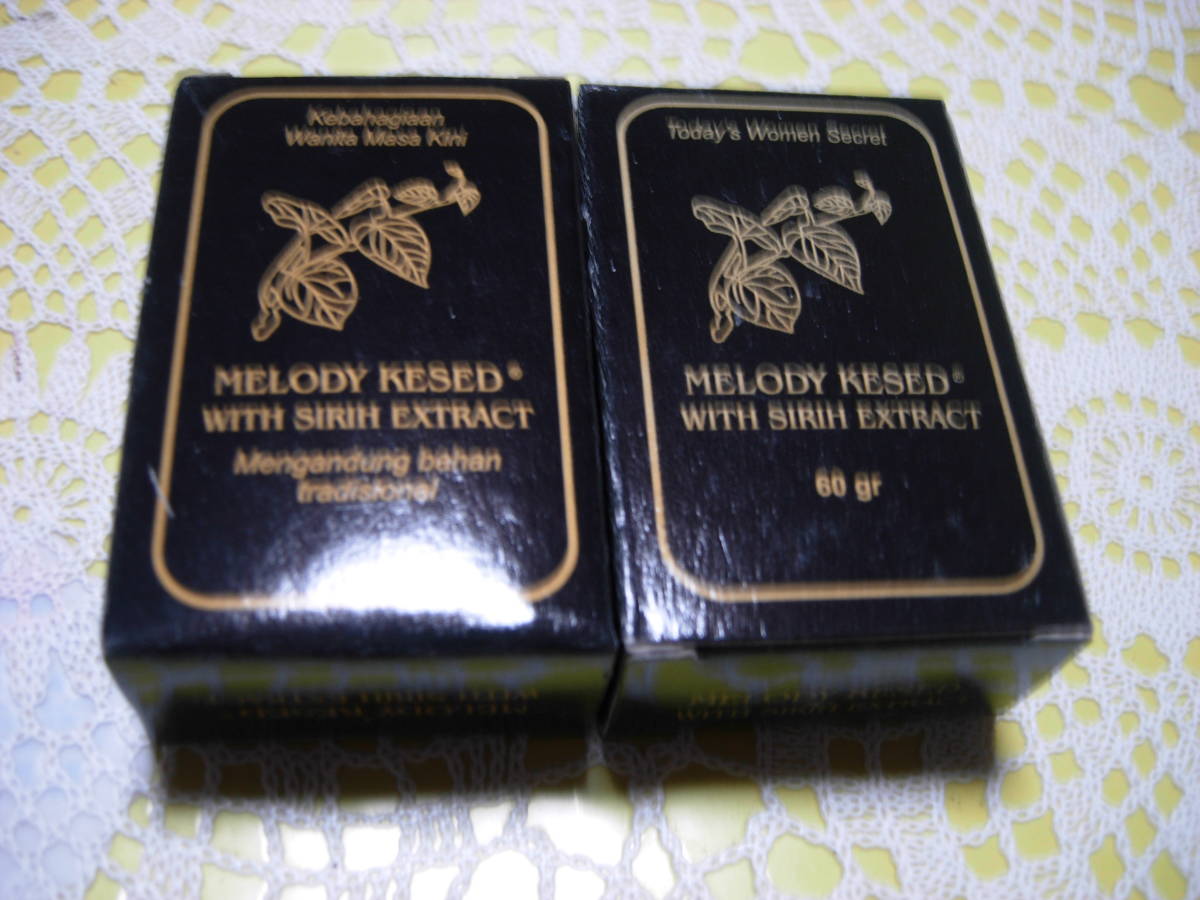 Kebahagiaan
Wanita Masa Kini
MELODY KESED®
WITH SIRIH EXTRACT
Mengandung bahan
tradisional
Today's Women Secret
MELODY KESED®
WITH SIRIH EXTRACT
60 gr